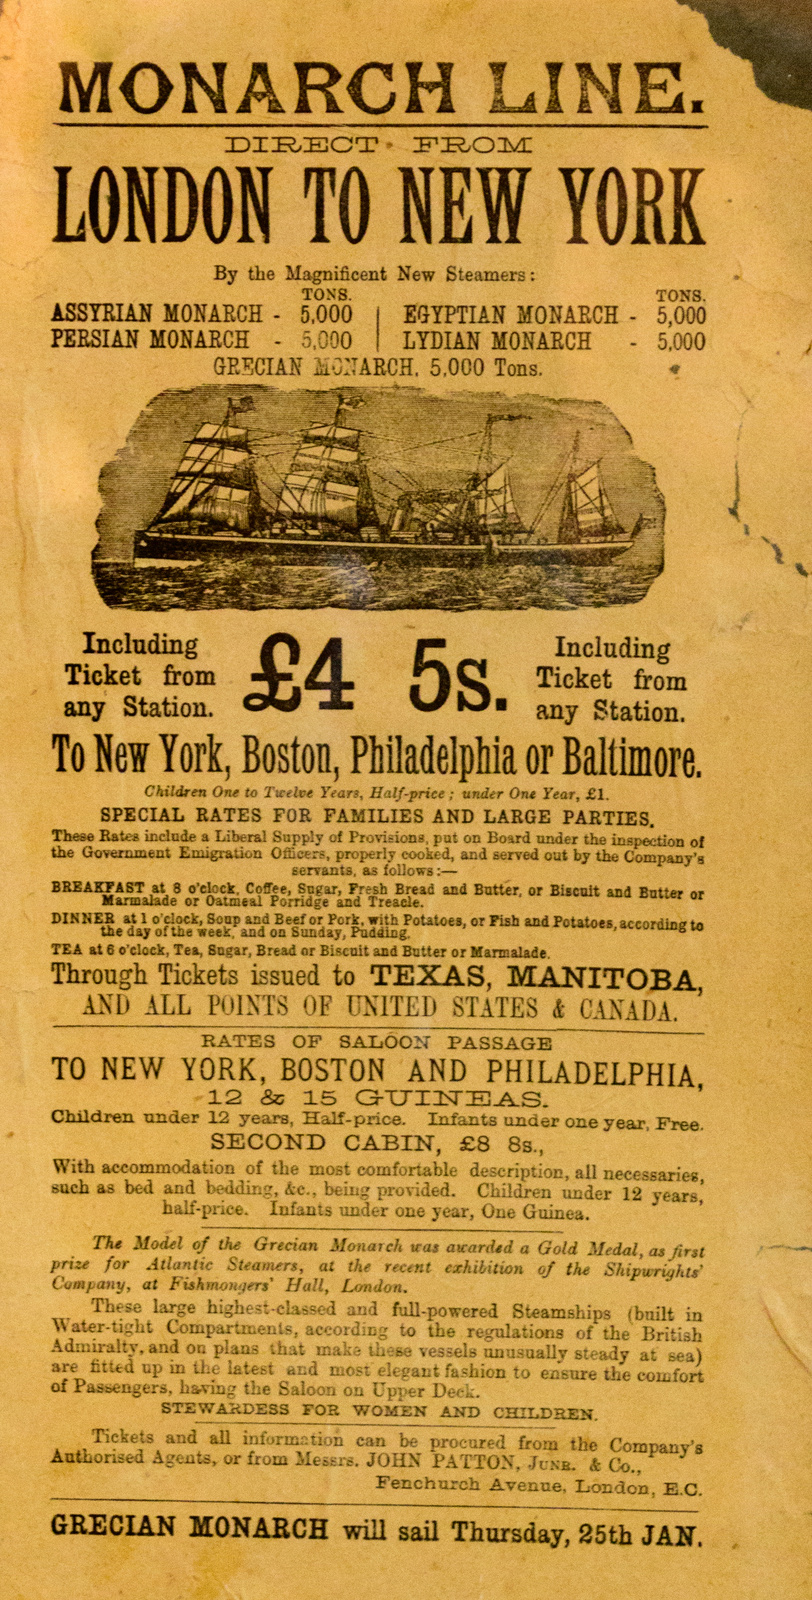 MONARCH LINE.
DIRECT FROM
LONDON TO NEW YORK
By the Magnificent New Steamers:
TONS. TONS.
ASSYRIAN MONARCH - 5,000 | EGYPTIAN MONARCH - 5,000
PERSIAN MONARCH - 5,000 | LYDIAN MONARCH - 5,000
GRECIAN MONARCH, 5,000 Tons.
Including
Ticket from
any Station.
£4 5s.
Including
Ticket from
any Station.
To New York, Boston, Philadelphia or Baltimore.
Children One to Twelve Years, Half-price; under One Year, £1.
SPECIAL RATES FOR FAMILIES AND LARGE PARTIES.
These Rates include a Liberal Supply of Provisions, put on Board under the inspection of
the Government Emigration Officers, properly cooked, and served out by the Company's
servants, as follows:—
BREAKFAST at 8 o'clock, Coffee, Sugar, Fresh Bread and Butter, or Biscuit and Butter or
Marmalade or Oatmeal Porridge and Treacle.
DINNER at 1 o'clock, Soup and Beef or Pork, with Potatoes, or Fish and Potatoes, according to
the day of the week, and on Sunday, Pudding.
TEA at 6 o'clock, Tea, Sugar, Bread or Biscuit and Butter or Marmalade.
Through Tickets issued to TEXAS, MANITOBA,
AND ALL POINTS OF UNITED STATES & CANADA.
RATES OF SALOON PASSAGE
TO NEW YORK, BOSTON AND PHILADELPHIA,
12 & 15 GUINEAS.
Children under 12 years, Half-price. Infants under one year, Free.
SECOND CABIN, £8 8s.,
With accommodation of the most comfortable description, all necessaries,
such as bed and bedding, &c., being provided. Children under 12 years,
half-price. Infants under one year, One Guinea.
The Model of the Grecian Monarch was awarded a Gold Medal, as first
prize for Atlantic Steamers, at the recent exhibition of the Shipwrights'
Company, at Fishmongers' Hall, London.
These large highest-classed and full-powered Steamships (built in
Water-tight Compartments, according to the regulations of the British
Admiralty, and on plans that make these vessels unusually steady at sea)
are fitted up in the latest and most elegant fashion to ensure the comfort
of Passengers, having the Saloon on Upper Deck.
STEWARDESS FOR WOMEN AND CHILDREN.
Tickets and all information can be procured from the Company's
Authorised Agents, or from Messrs. JOHN PATTON, JUNR. & Co.,
Fenchurch Avenue, London, E.C.
GRECIAN MONARCH will sail Thursday, 25th JAN.